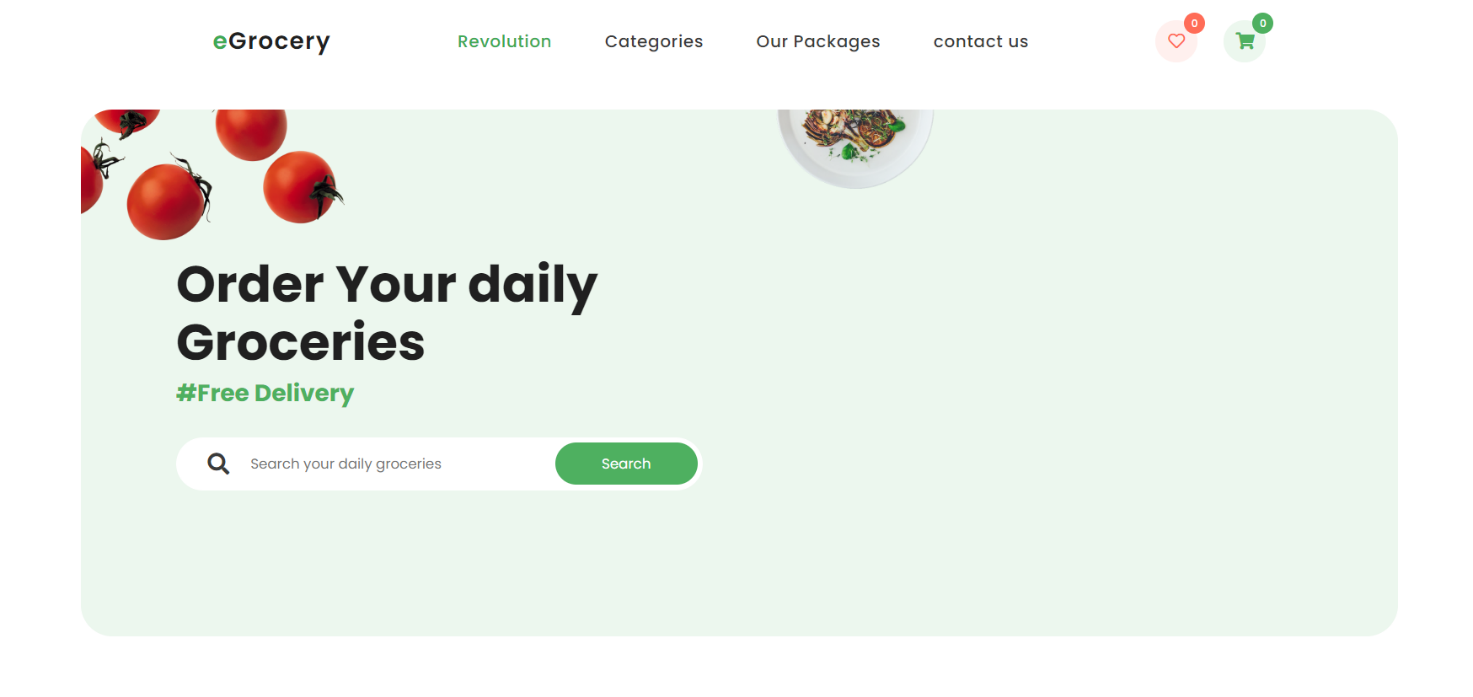 eGrocery
Revolution
Categories
Our Packages
contact us
0
0
Order Your daily
Groceries
#Free Delivery
Search your daily groceries
Search